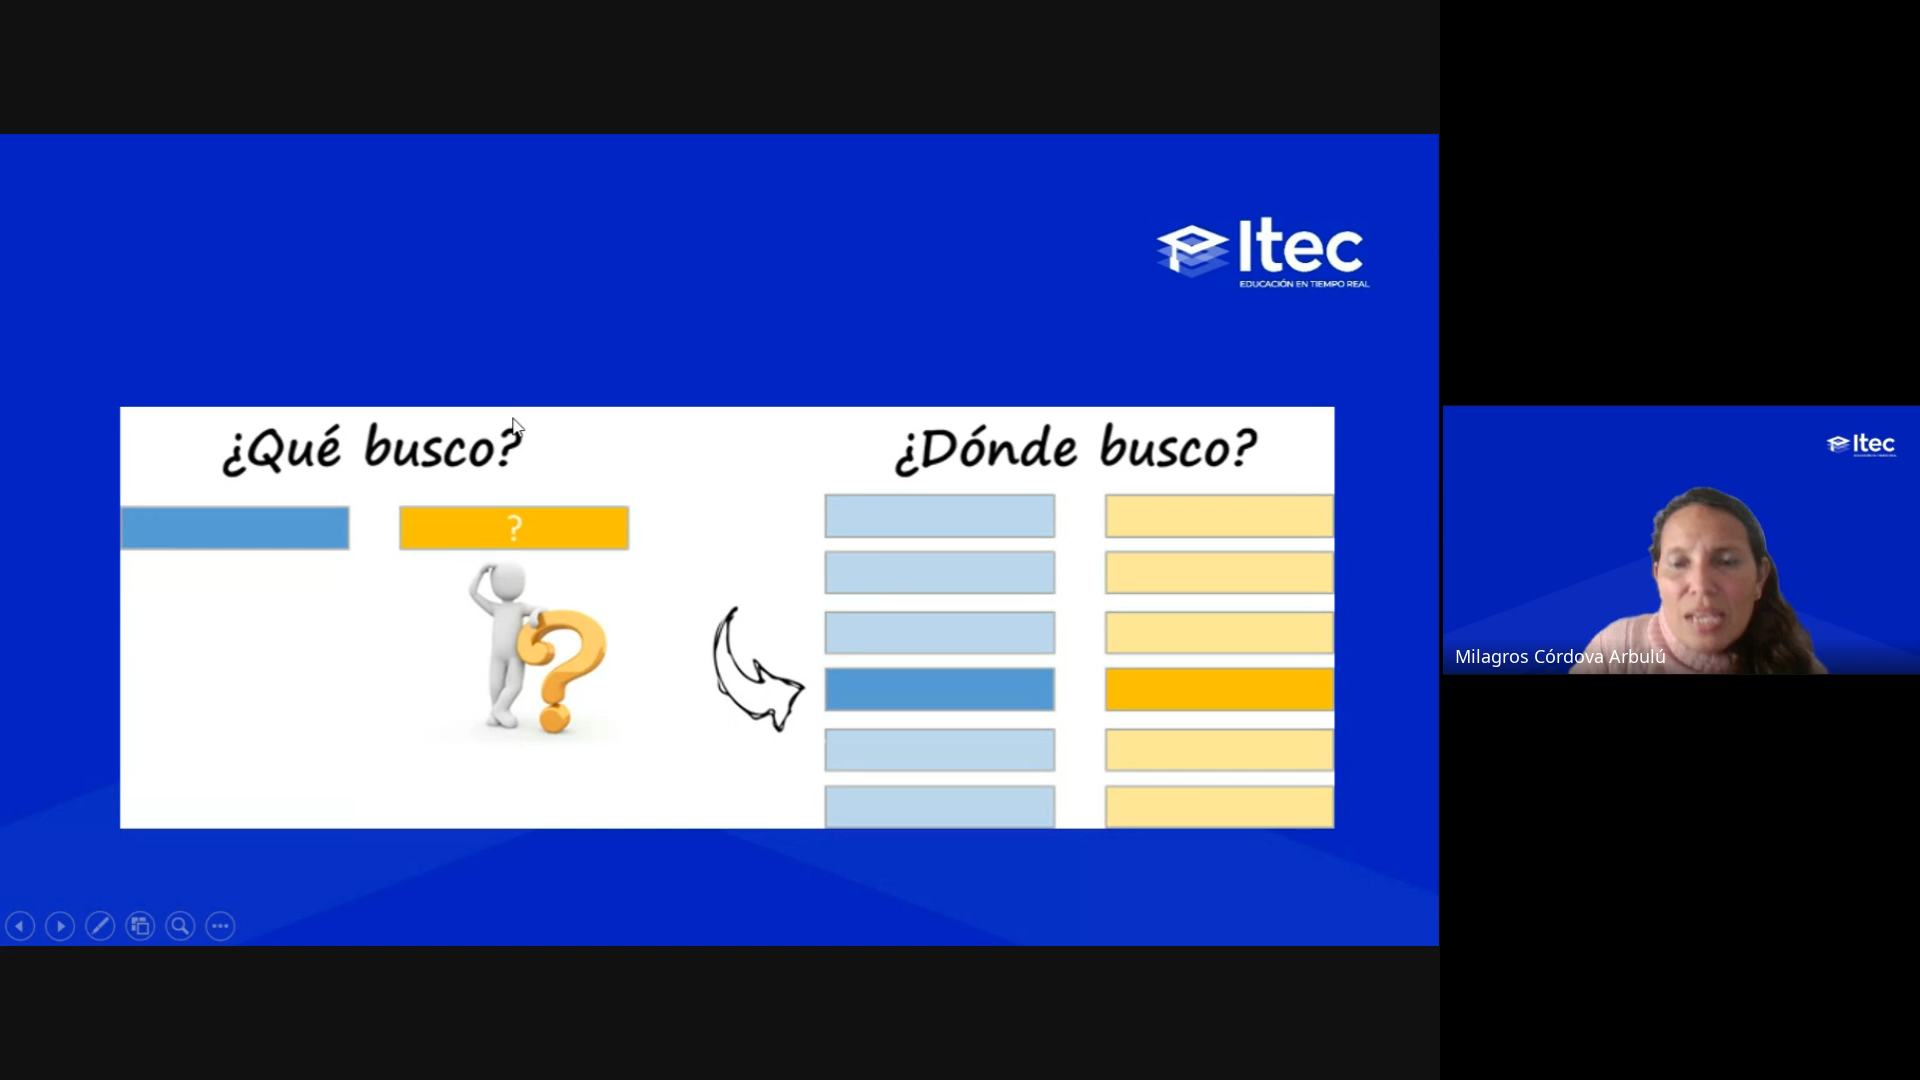 Itec
EDUCACIÓN EN TIEMPO REAL
¿Qué busco?
¿Dónde busco?
?
Itec
Milagros Córdova Arbulú